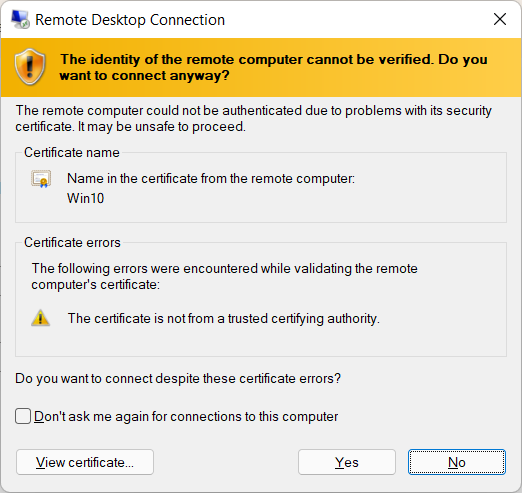 Remote Desktop Connection
The identity of the remote computer cannot be verified. Do you
want to connect anyway?
The remote computer could not be authenticated due to problems with its security
certificate. It may be unsafe to proceed.
Certificate name
Name in the certificate from the remote computer:
Win10
Certificate errors
The following errors were encountered while validating the remote
computer's certificate:
The certificate is not from a trusted certifying authority.
Do you want to connect despite these certificate errors?
Don't ask me again for connections to this computer
View certificate...
Yes
No